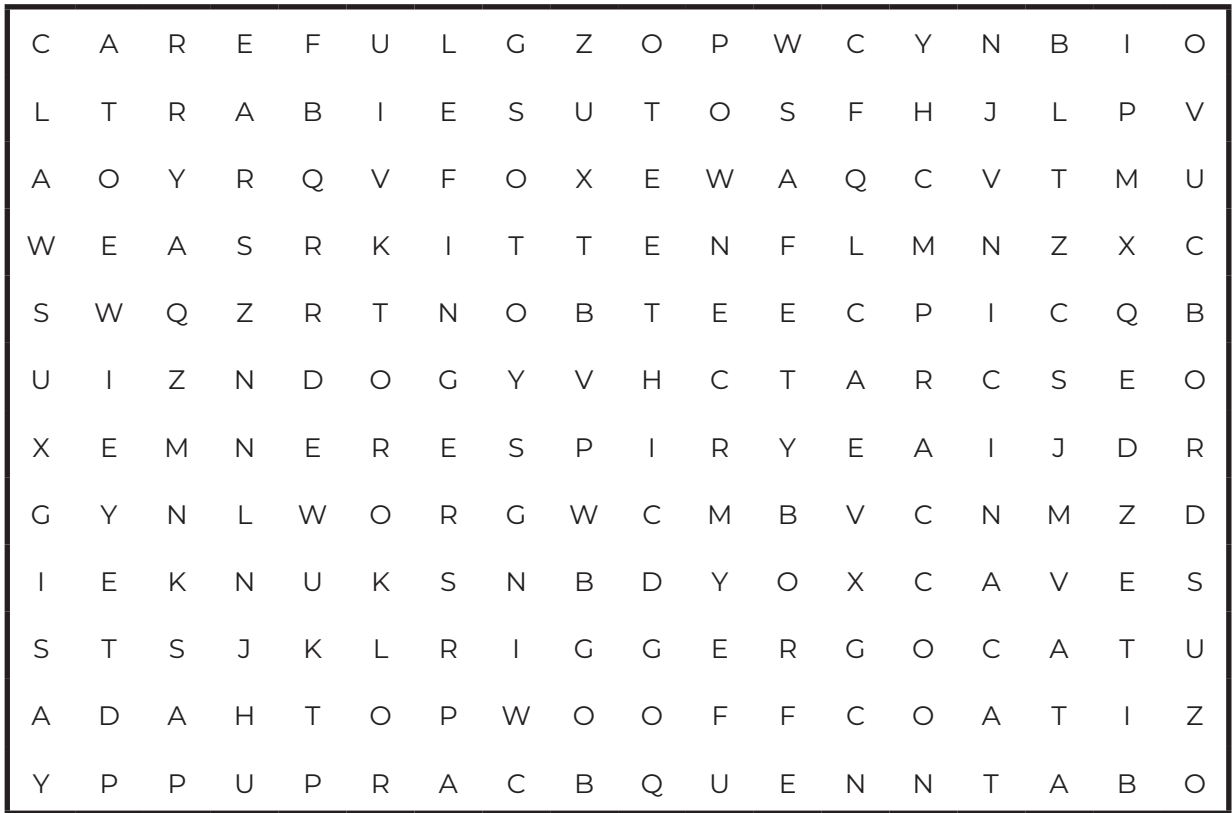 C A R E F U L G Z O P W C Y N B I O
L T R A B I E S U T O S F H J L P V
A O Y R Q V F O X E W A Q C V T M U
W E A S R K I T T E N F L M N Z X C
S W Q Z R T N O B T E E C P I C Q B
U I Z N D O G Y V H C T A R C S E O
X E M N E R E S P I R Y E A I J D R
G Y N L W O R G W C M B V C N M Z D
I E K N U K S N B D Y O X C A V E S
S T S J K L R I G G E R G O C A T U
A D A H T O P W O O F F C O A T I Z
Y P P U P R A C B Q U E N N T A B O